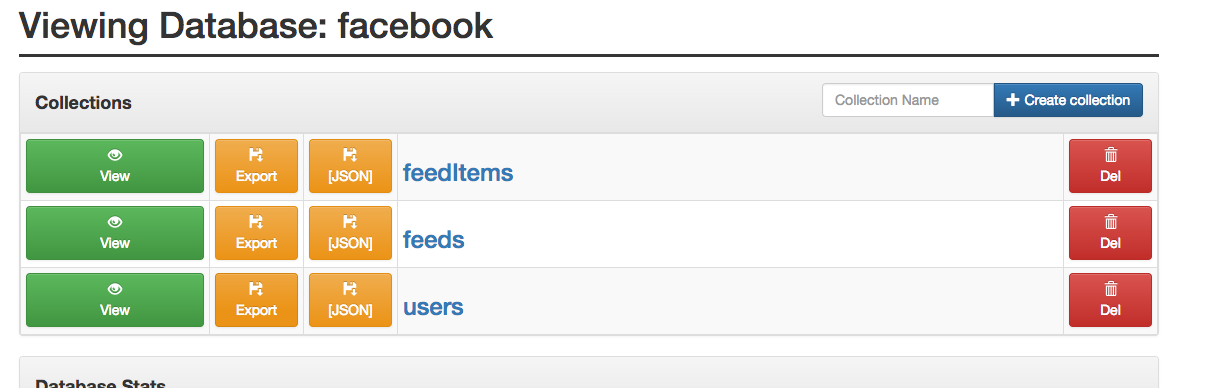 Viewing Database: facebook
Collections
Collection Name
Create collection
View
Export
[JSON]
feedItems
Del
View
Export
[JSON]
feeds
Del
View
Export
[JSON]
users
Del
Database Stats